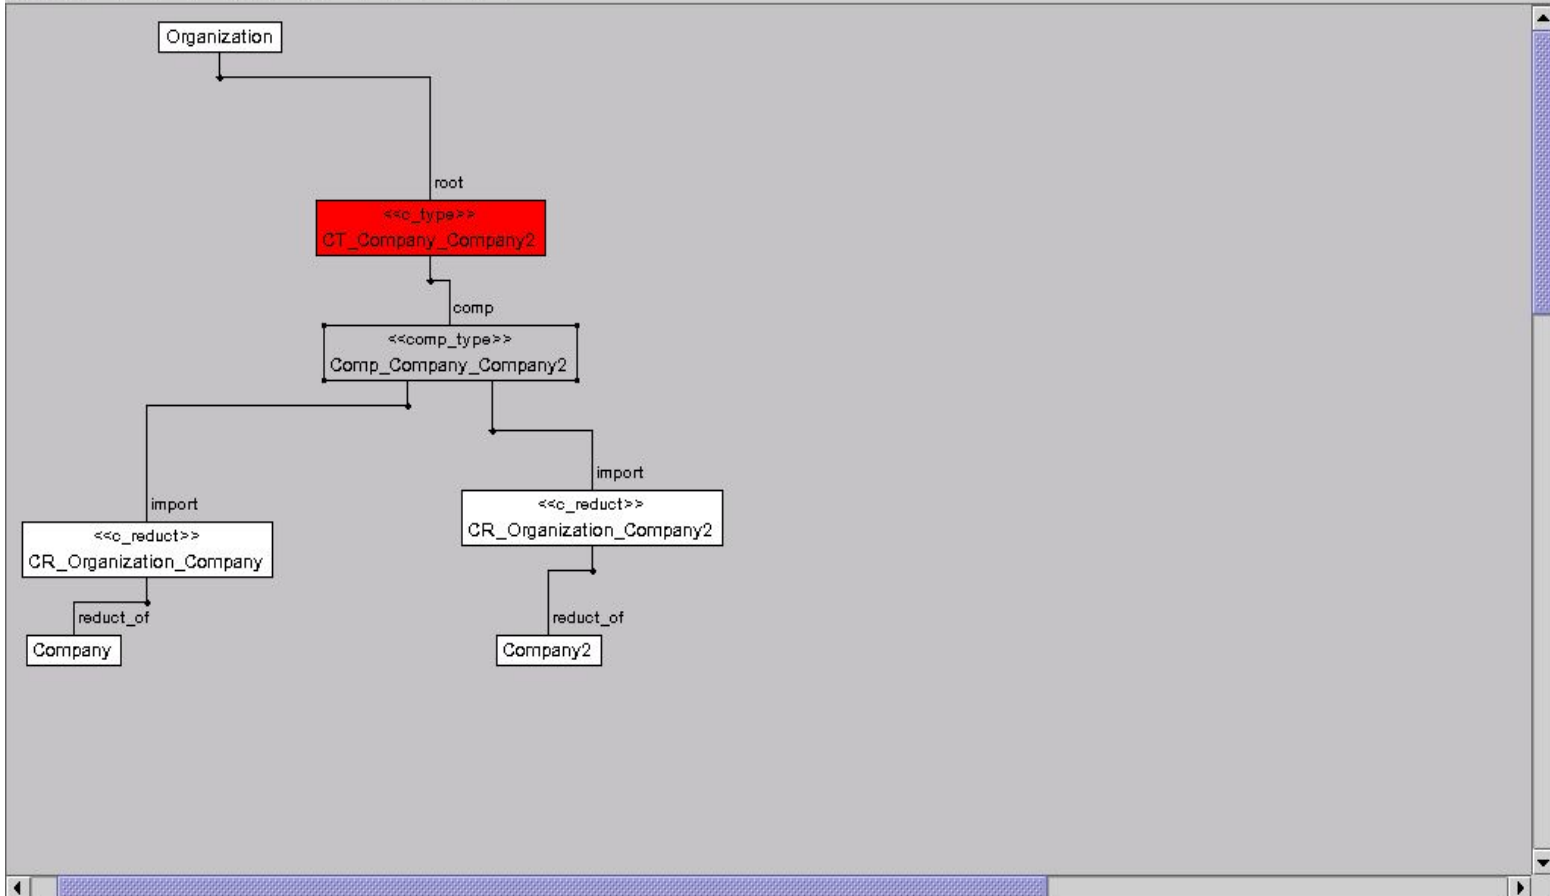 Organization
root
<<c_type>>
CT_Company_Company2
comp
<<comp_type>>
Comp_Company_Company2
import
<<c_reduct>>
CR_Organization_Company2
import
<<c_reduct>>
CR_Organization_Company
reduct_of
Company
reduct_of
Company2